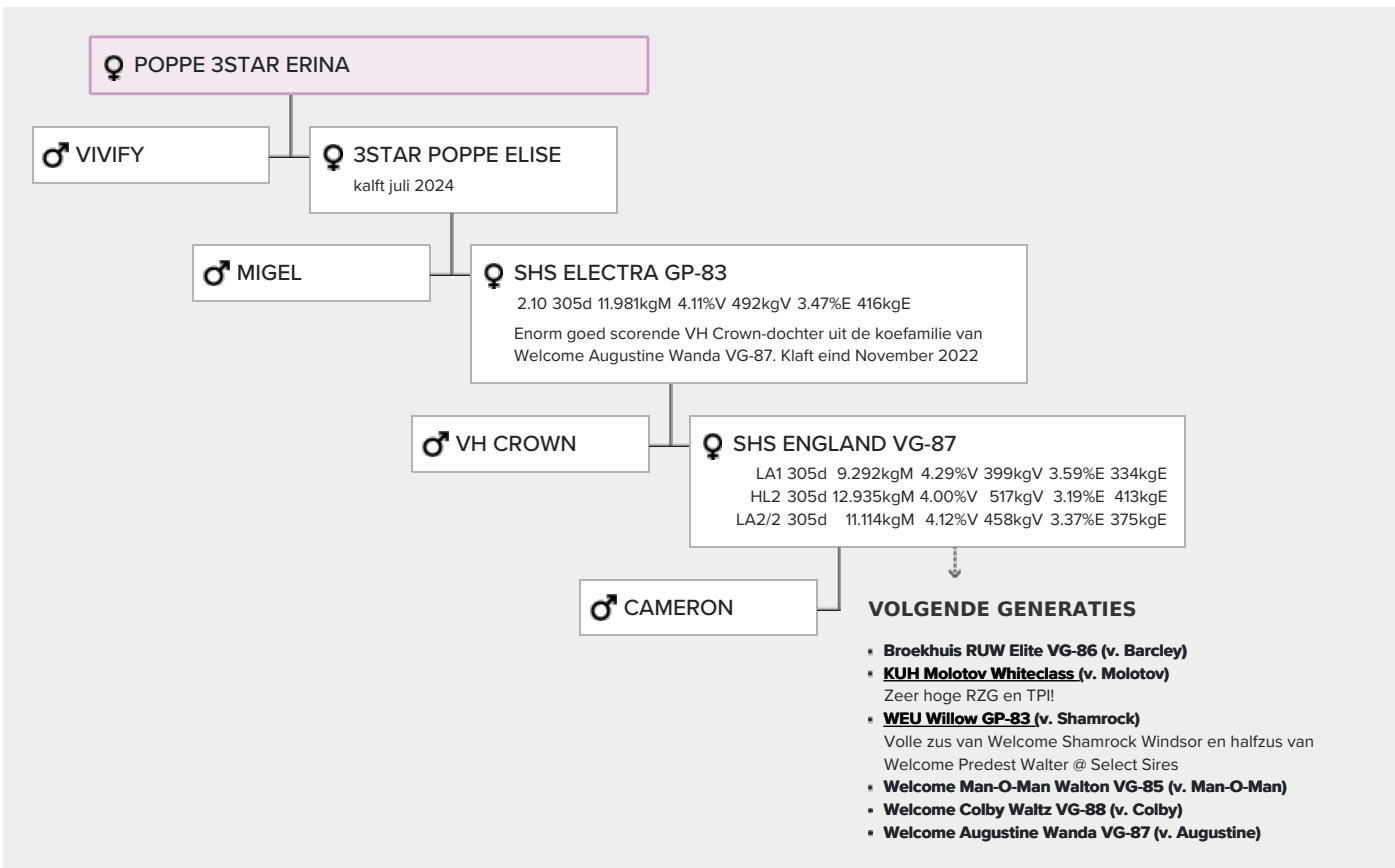 POPPE 3STAR ERINA
VIVIFY
3STAR POPPE ELISE
kalft juli 2024
MIGEL
SHS ELECTRA GP-83
2.10 305d 11.981kgM 4.11%V 492kgV 3.47%E 416kgE
Enorm goed scorende VH Crown-dochter uit de koefamilie van
Welcome Augustine Wanda VG-87. Klaft eind November 2022
VH CROWN
SHS ENGLAND VG-87
LA1 305d 9.292kgM 4.29%V 399kgV 3.59%E 334kgE
HL2 305d 12.935kgM 4.00%V 517kgV 3.19%E 413kgE
LA2/2 305d 11.114kgM 4.12%V 458kgV 3.37%E 375kgE
CAMERON
VOLGENDE GENERATIES
Broekhuis RUW Elite VG-86 (v. Barcley)
KUH Molotov Whiteclass (v. Molotov)
Zeer hoge RZG en TPI!
WEU Willow GP-83 (v. Shamrock)
Volle zus van Welcome Shamrock Windsor en halfzus van
Welcome Predest Walter @ Select Sires
Welcome Man-O-Man Walton VG-85 (v. Man-O-Man)
Welcome Colby Waltz VG-88 (v. Colby)
Welcome Augustine Wanda VG-87 (v. Augustine)